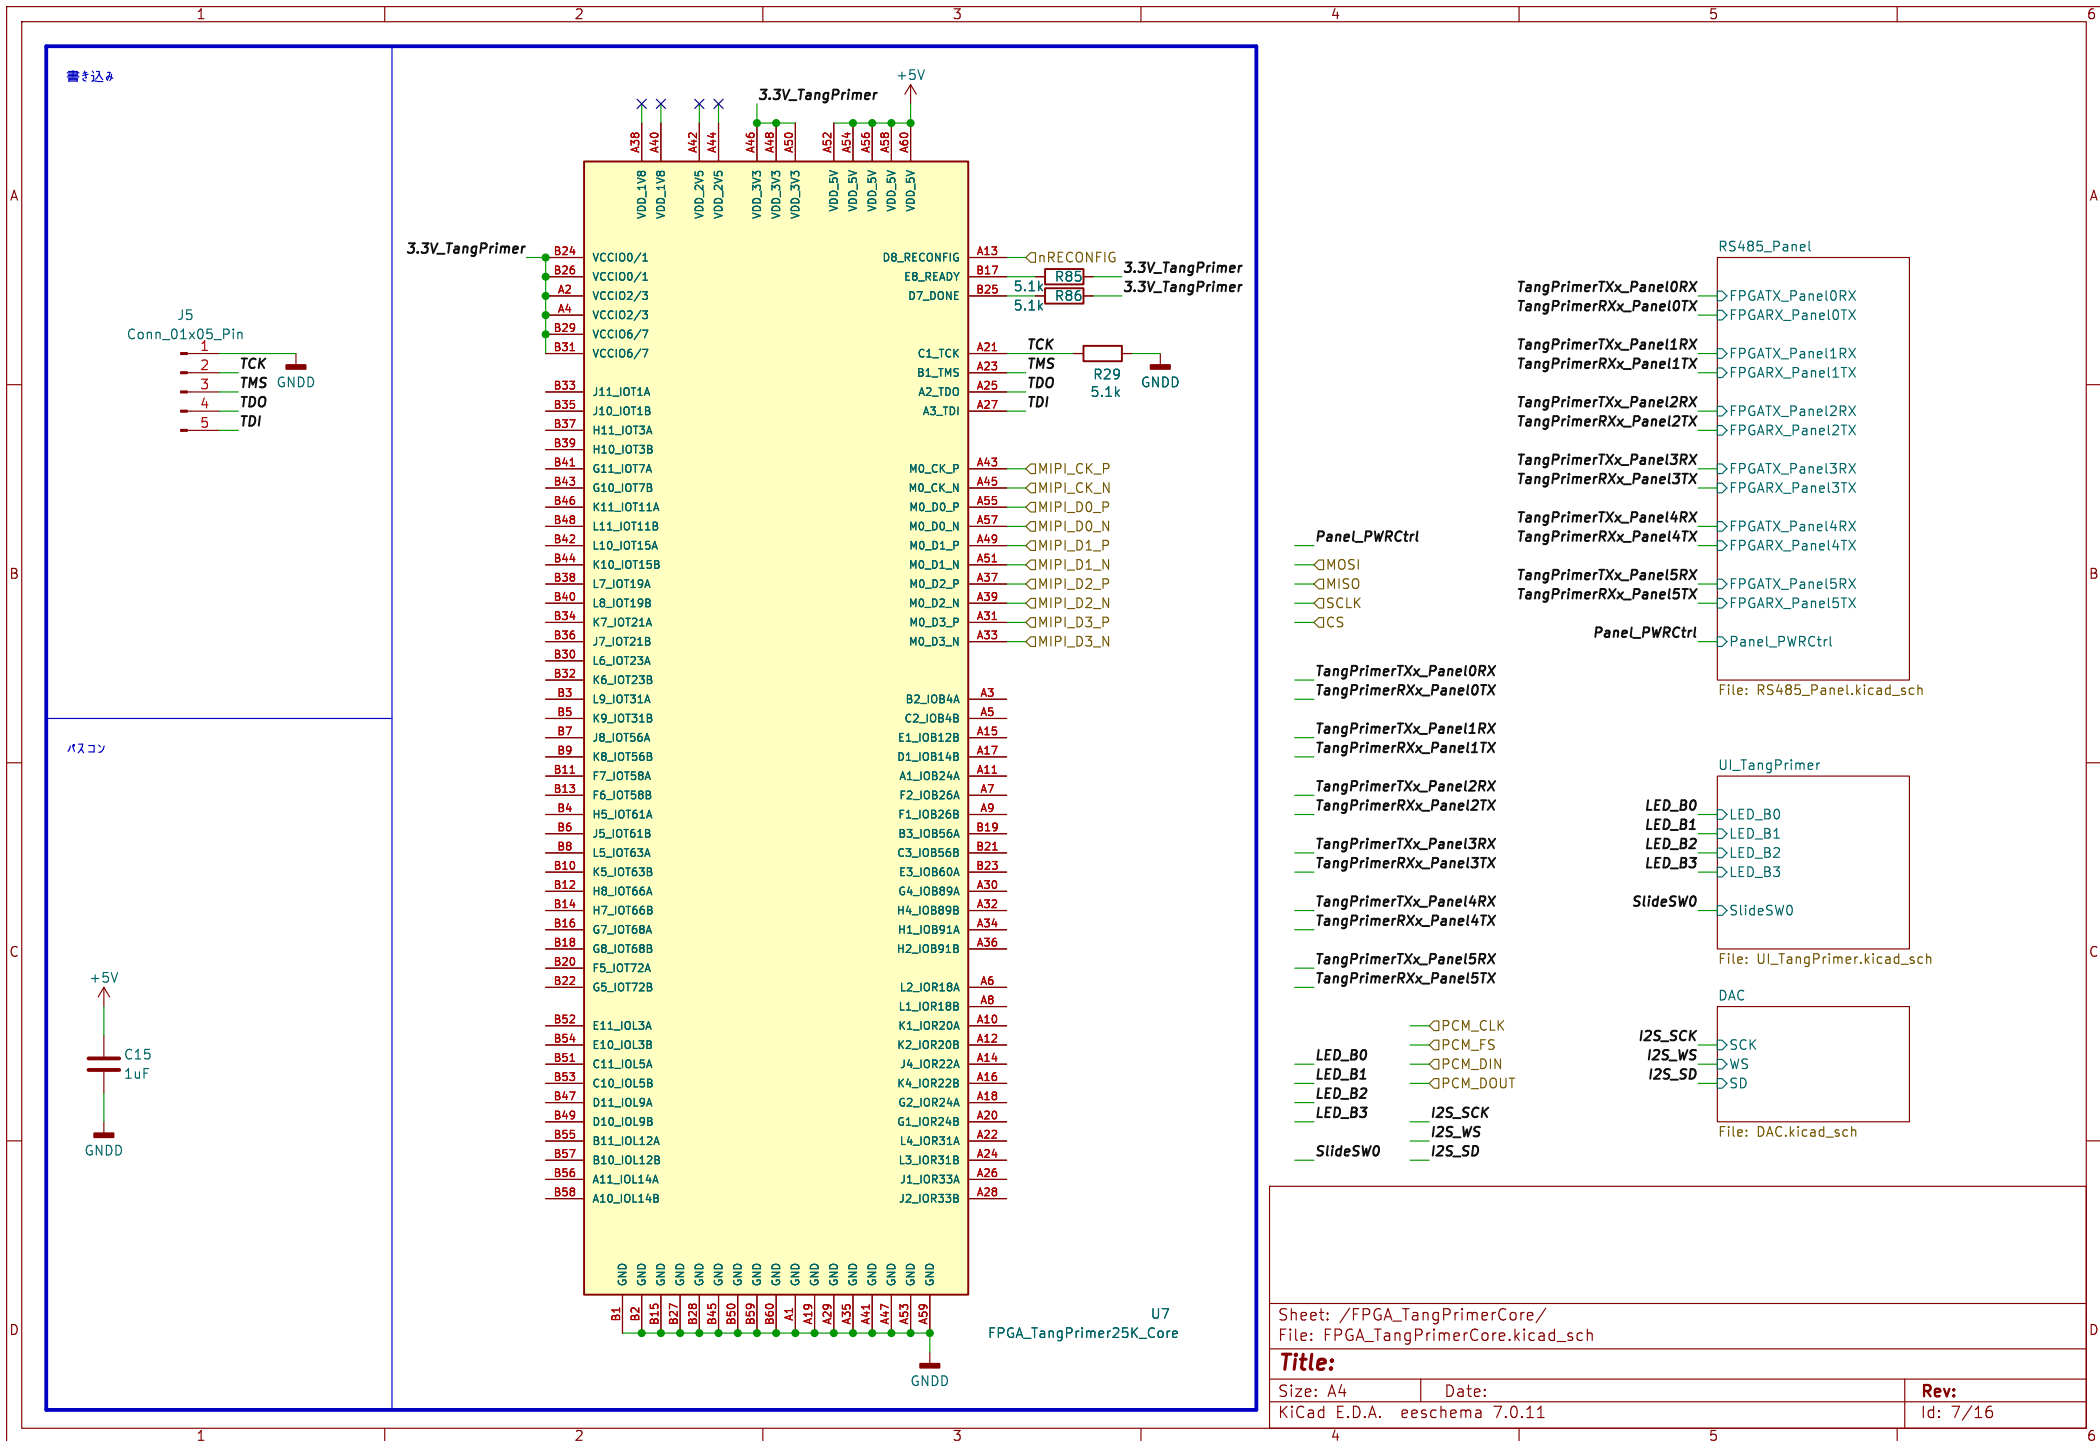 1 2 3 4 5 6
A
B
C
D
書き込み
J5
Conn_01x05_Pin
1
2 TCK
3 TMS
4 TDO
5 TDI
GNDD
パスコン
+5V
C15
1uF
GNDD
3.3V_TangPrimer
+5V
A38 A40 A42 A44 A46 A48 A50 A52 A54 A56 A58 A60
VDD_1V8 VDD_1V8 VDD_2V5 VDD_2V5 VDD_3V3 VDD_3V3 VDD_3V3 VDD_5V VDD_5V VDD_5V VDD_5V VDD_5V
3.3V_TangPrimer
B24 VCCIO0/1
B26 VCCIO0/1
A2 VCCIO2/3
A4 VCCIO2/3
B29 VCCIO6/7
B31 VCCIO6/7
B33 J11_IOT1A
B35 J10_IOT1B
B37 H11_IOT3A
B39 H10_IOT3B
B41 G11_IOT7A
B43 G10_IOT7B
B46 K11_IOT11A
B48 L11_IOT11B
B42 L10_IOT15A
B44 K10_IOT15B
B38 L7_IOT19A
B40 L8_IOT19B
B34 K7_IOT21A
B36 J7_IOT21B
B30 L6_IOT23A
B32 K6_IOT23B
B3 L9_IOT31A
B5 K9_IOT31B
B7 J8_IOT56A
B9 K8_IOT56B
B11 F7_IOT58A
B13 F6_IOT58B
B4 H5_IOT61A
B6 J5_IOT61B
B8 L5_IOT63A
B10 K5_IOT63B
B12 H8_IOT66A
B14 H7_IOT66B
B16 G7_IOT68A
B18 G8_IOT68B
B20 F5_IOT72A
B22 G5_IOT72B
B52 E11_IOL3A
B54 E10_IOL3B
B51 C11_IOL5A
B53 C10_IOL5B
B47 D11_IOL9A
B49 D10_IOL9B
B55 B11_IOL12A
B57 B10_IOL12B
B56 A11_IOL14A
B58 A10_IOL14B
D8_RECONFIG A13 nRECONFIG
E8_READY B17 R85 5.1k 3.3V_TangPrimer
D7_DONE B25 R86 5.1k 3.3V_TangPrimer
C1_TCK A21 TCK
B1_TMS A23 TMS
A2_TDO A25 TDO
A3_TDI A27 TDI
R29
5.1k
GNDD
M0_CK_P A43 MIPI_CK_P
M0_CK_N A45 MIPI_CK_N
M0_D0_P A55 MIPI_D0_P
M0_D0_N A57 MIPI_D0_N
M0_D1_P A49 MIPI_D1_P
M0_D1_N A51 MIPI_D1_N
M0_D2_P A37 MIPI_D2_P
M0_D2_N A39 MIPI_D2_N
M0_D3_P A31 MIPI_D3_P
M0_D3_N A33 MIPI_D3_N
B2_IOB4A A3
C2_IOB4B A5
E1_IOB12B A15
D1_IOB14B A17
A1_IOB24A A11
F2_IOB26A A7
F1_IOB26B A9
B3_IOB56A B19
C3_IOB56B B21
E3_IOB60A B23
G4_IOB89A A30
H4_IOB89B A32
H1_IOB91A A34
H2_IOB91B A36
L2_IOR18A A6
L1_IOR18B A8
K1_IOR20A A10
K2_IOR20B A12
J4_IOR22A A14
K4_IOR22B A16
G2_IOR24A A18
G1_IOR24B A20
L4_IOR31A A22
L3_IOR31B A24
J1_IOR33A A26
J2_IOR33B A28
GND GND GND GND GND GND GND GND GND GND GND GND GND GND GND GND GND
B1 B2 B15 B27 B28 B45 B50 B59 B60 A1 A19 A29 A35 A41 A47 A53 A59
GNDD
U7
FPGA_TangPrimer25K_Core
Panel_PWRCtrl
MOSI
MISO
SCLK
CS
TangPrimerTXx_Panel0RX
TangPrimerRXx_Panel0TX
TangPrimerTXx_Panel1RX
TangPrimerRXx_Panel1TX
TangPrimerTXx_Panel2RX
TangPrimerRXx_Panel2TX
TangPrimerTXx_Panel3RX
TangPrimerRXx_Panel3TX
TangPrimerTXx_Panel4RX
TangPrimerRXx_Panel4TX
TangPrimerTXx_Panel5RX
TangPrimerRXx_Panel5TX
LED_B0
LED_B1
LED_B2
LED_B3
SlideSW0
PCM_CLK
PCM_FS
PCM_DIN
PCM_DOUT
I2S_SCK
I2S_WS
I2S_SD
RS485_Panel
TangPrimerTXx_Panel0RX FPGATX_Panel0RX
TangPrimerRXx_Panel0TX FPGARX_Panel0TX
TangPrimerTXx_Panel1RX FPGATX_Panel1RX
TangPrimerRXx_Panel1TX FPGARX_Panel1TX
TangPrimerTXx_Panel2RX FPGATX_Panel2RX
TangPrimerRXx_Panel2TX FPGARX_Panel2TX
TangPrimerTXx_Panel3RX FPGATX_Panel3RX
TangPrimerRXx_Panel3TX FPGARX_Panel3TX
TangPrimerTXx_Panel4RX FPGATX_Panel4RX
TangPrimerRXx_Panel4TX FPGARX_Panel4TX
TangPrimerTXx_Panel5RX FPGATX_Panel5RX
TangPrimerRXx_Panel5TX FPGARX_Panel5TX
Panel_PWRCtrl Panel_PWRCtrl
File: RS485_Panel.kicad_sch
UI_TangPrimer
LED_B0 LED_B0
LED_B1 LED_B1
LED_B2 LED_B2
LED_B3 LED_B3
SlideSW0 SlideSW0
File: UI_TangPrimer.kicad_sch
DAC
I2S_SCK SCK
I2S_WS WS
I2S_SD SD
File: DAC.kicad_sch
Sheet: /FPGA_TangPrimerCore/
File: FPGA_TangPrimerCore.kicad_sch
Title:
Size: A4 Date: Rev:
KiCad E.D.A. eeschema 7.0.11 Id: 7/16
A
B
C
D
1 2 3 4 5 6